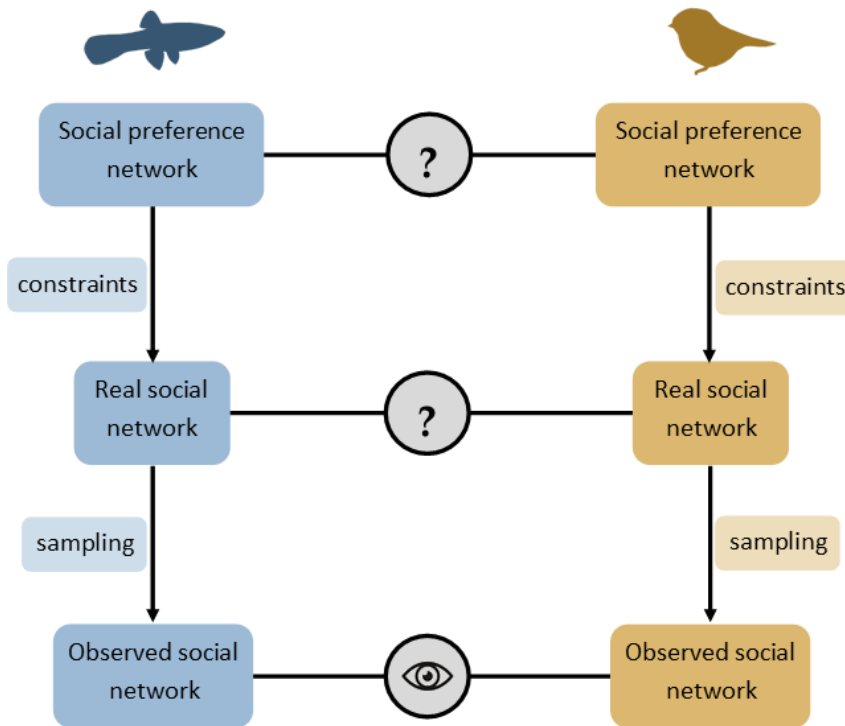 Social preference
network
?
Social preference
network
constraints
constraints
Real social
network
?
Real social
network
sampling
sampling
Observed social
network
Observed social
network